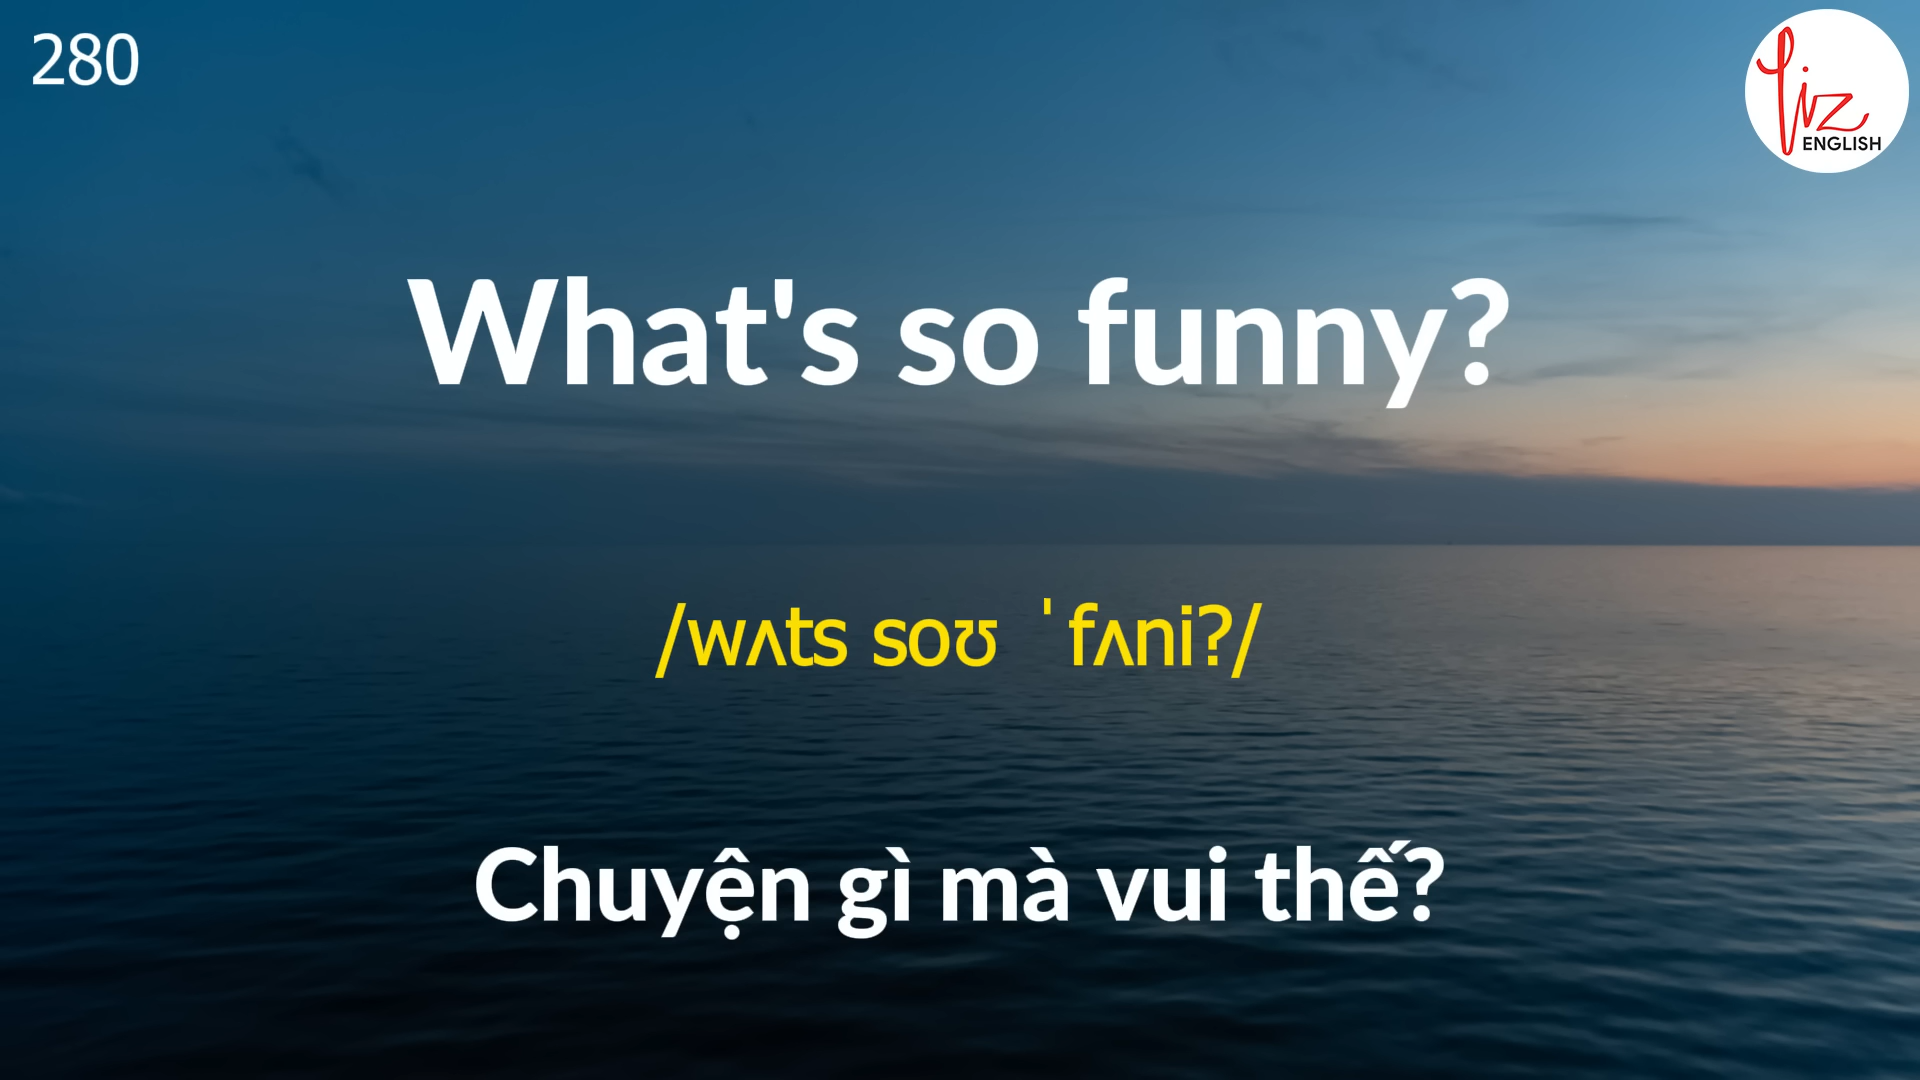 280
Liz
ENGLISH
What's so funny?
/wʌts soʊ ˈfʌni?/
Chuyện gì mà vui thế?